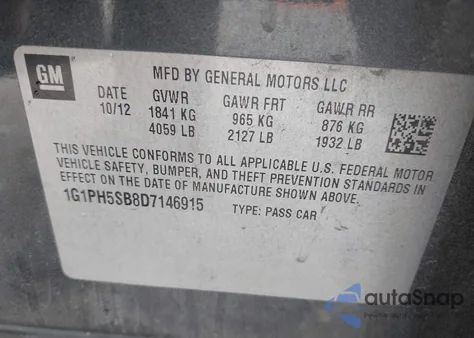 GM
MFD BY GENERAL MOTORS LLC
DATE GVWR GAWR FRT GAWR RR
10/12 1841 KG 965 KG 876 KG
4059 LB 2127 LB 1932 LB
THIS VEHICLE CONFORMS TO ALL APPLICABLE U.S. FEDERAL MOTOR
VEHICLE SAFETY, BUMPER, AND THEFT PREVENTION STANDARDS IN
EFFECT ON THE DATE OF MANUFACTURE SHOWN ABOVE.
1G1PH5SB8D7146915 TYPE: PASS CAR
autoSnap